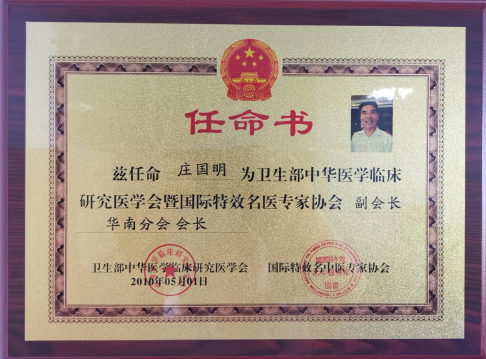 任命书
兹任命 庄国明 为卫生部中华医学临床
研究医学会暨国际特效名医专家协会 副会长
华南分会会长
卫生部中华医学临床研究医学会 国际特效名中医专家协会
2010年05月01日